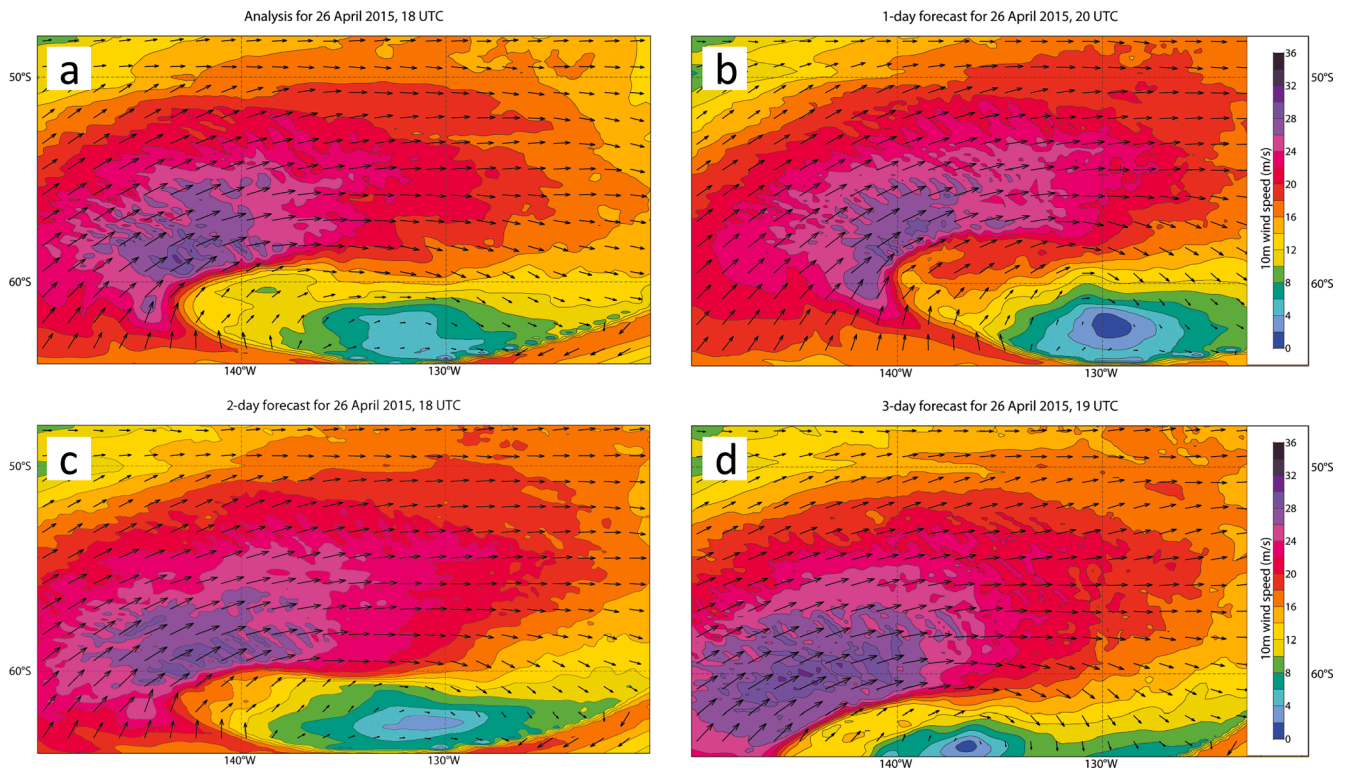 Analysis for 26 April 2015, 18 UTC
a
50°S
60°S
140°W
130°W
1-day forecast for 26 April 2015, 20 UTC
b
50°S
60°S
140°W
130°W
10m wind speed (m/s)
36
32
28
24
20
16
12
8
4
0
2-day forecast for 26 April 2015, 18 UTC
c
50°S
60°S
140°W
130°W
3-day forecast for 26 April 2015, 19 UTC
d
50°S
60°S
140°W
130°W
10m wind speed (m/s)
36
32
28
24
20
16
12
8
4
0